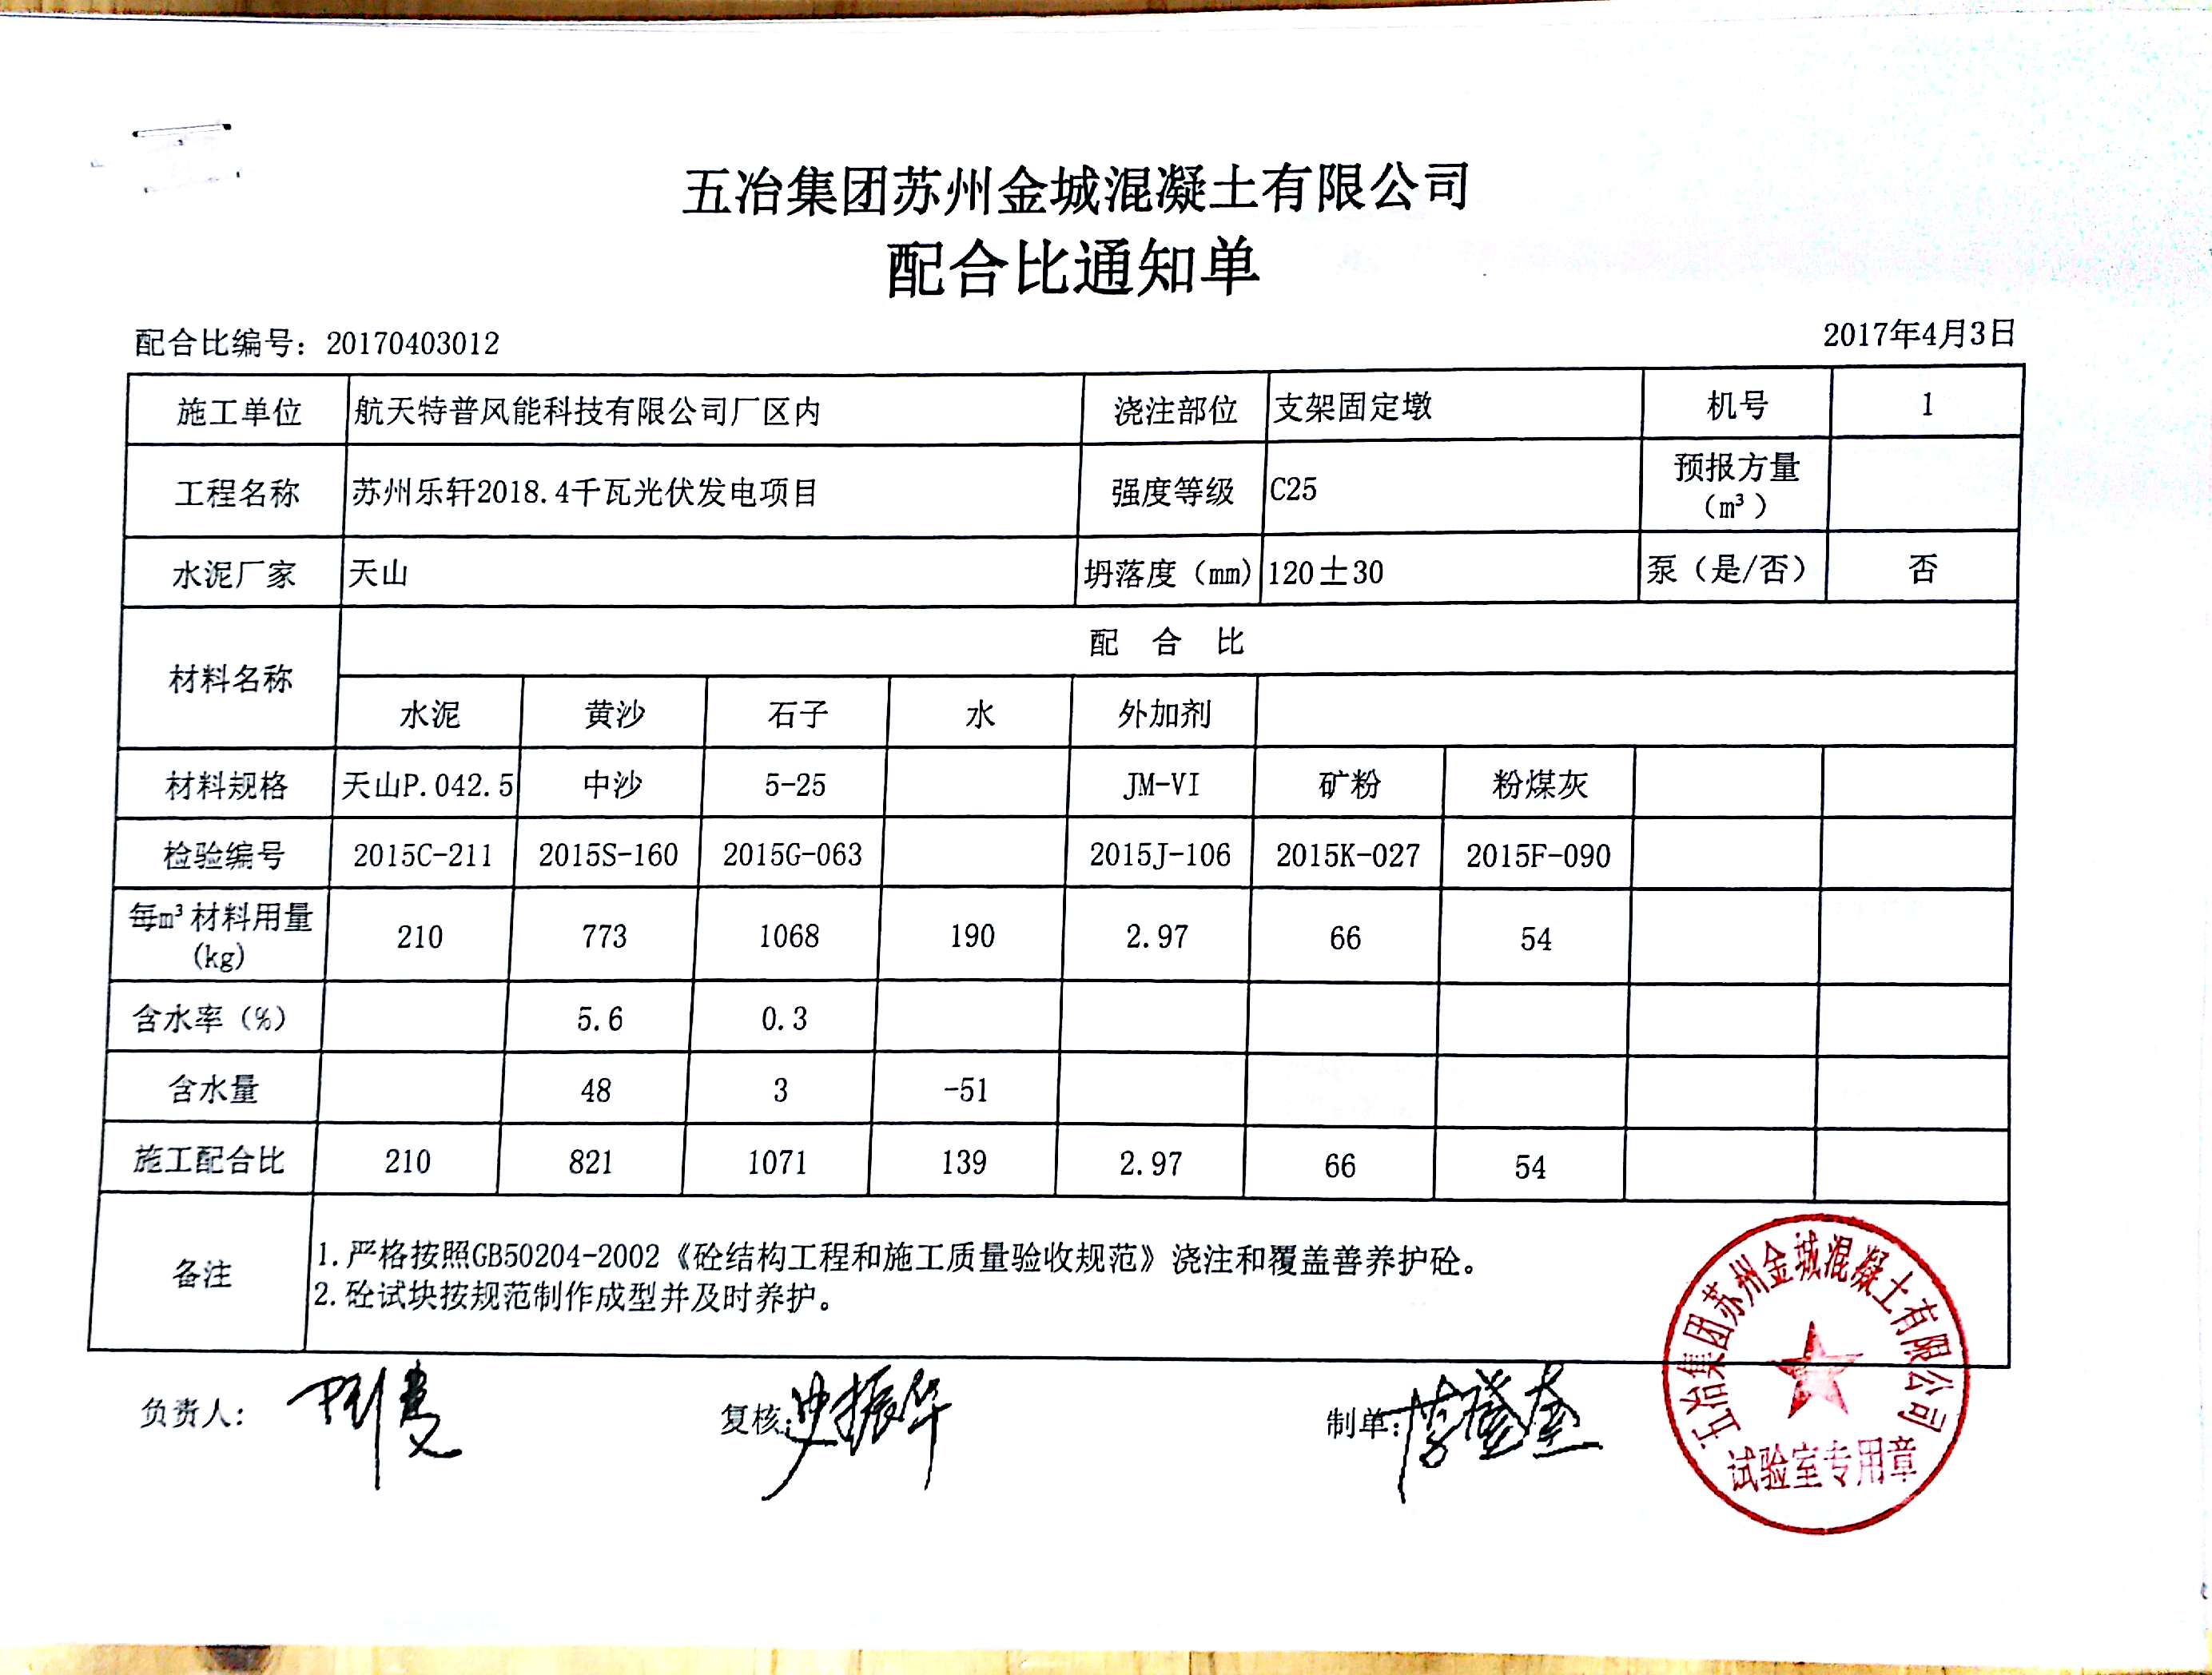 五冶集团苏州金城混凝土有限公司
配合比通知单
配合比编号：20170403012 2017年4月3日
施工单位 航天特普风能科技有限公司厂区内 浇注部位 支架固定墩 机号 1
工程名称 苏州乐轩2018.4千瓦光伏发电项目 强度等级 C25 预报方量（m³）
水泥厂家 天山 坍落度（mm) 120±30 泵（是/否） 否
材料名称 配 合 比
水泥 黄沙 石子 水 外加剂
材料规格 天山P.042.5 中沙 5-25 JM-VI 矿粉 粉煤灰
检验编号 2015C-211 2015S-160 2015G-063 2015J-106 2015K-027 2015F-090
每m³材料用量(kg) 210 773 1068 190 2.97 66 54
含水率（%） 5.6 0.3
含水量 48 3 -51
施工配合比 210 821 1071 139 2.97 66 54
备注
1.严格按照GB50204-2002《砼结构工程和施工质量验收规范》浇注和覆盖善养护砼。
2.砼试块按规范制作成型并及时养护。
负责人： 复核：史振华 制单：
五冶集团苏州金城混凝土有限公司
试验室专用章